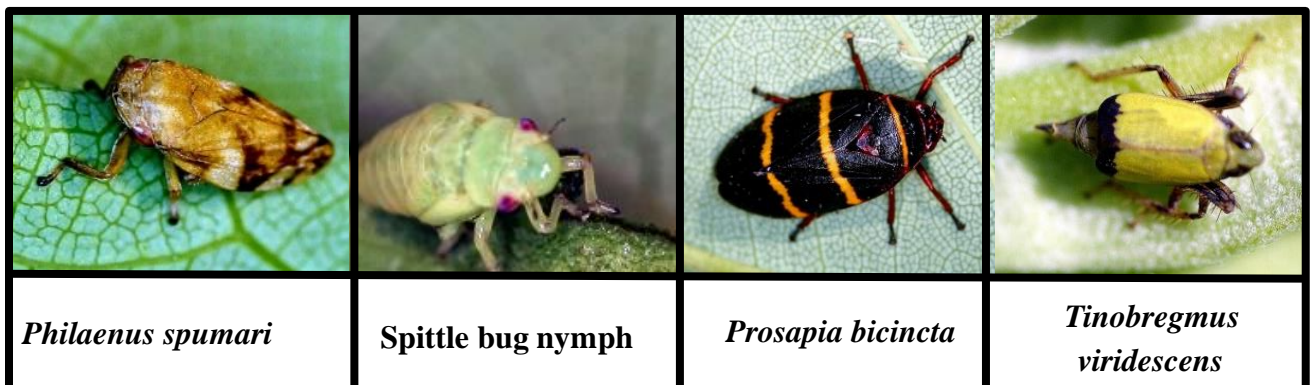 Philaenus spumari
Spittle bug nymph
Prosapia bicincta
Tinobregmus
viridescens